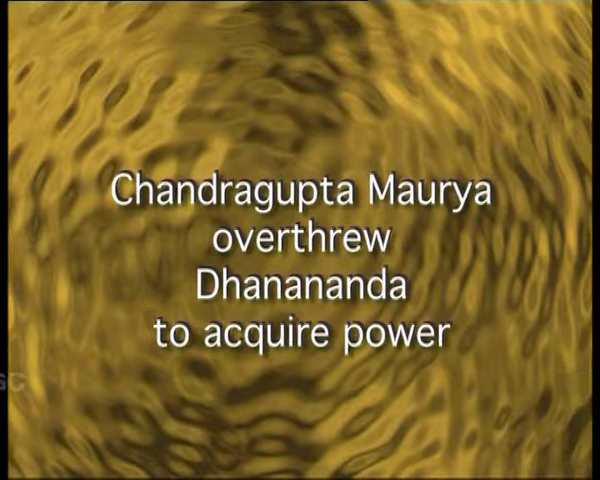 Chandragupta Maurya
overthrew
Dhanananda
to acquire power